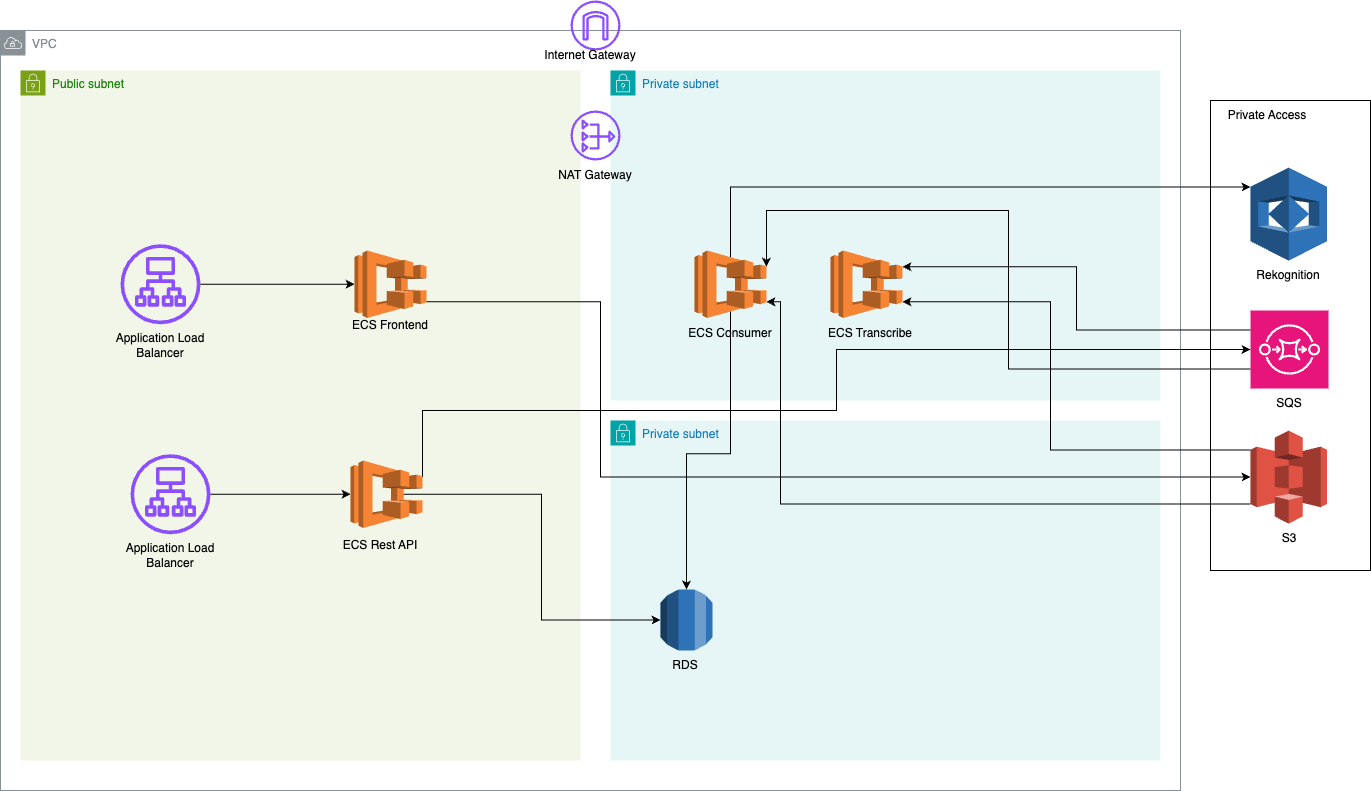 Internet Gateway
VPC
Public subnet
Private subnet
Private Access
NAT Gateway
Rekognition
ECS Frontend
ECS Consumer
ECS Transcribe
Application Load
Balancer
SQS
Private subnet
S3
Application Load
Balancer
ECS Rest API
RDS